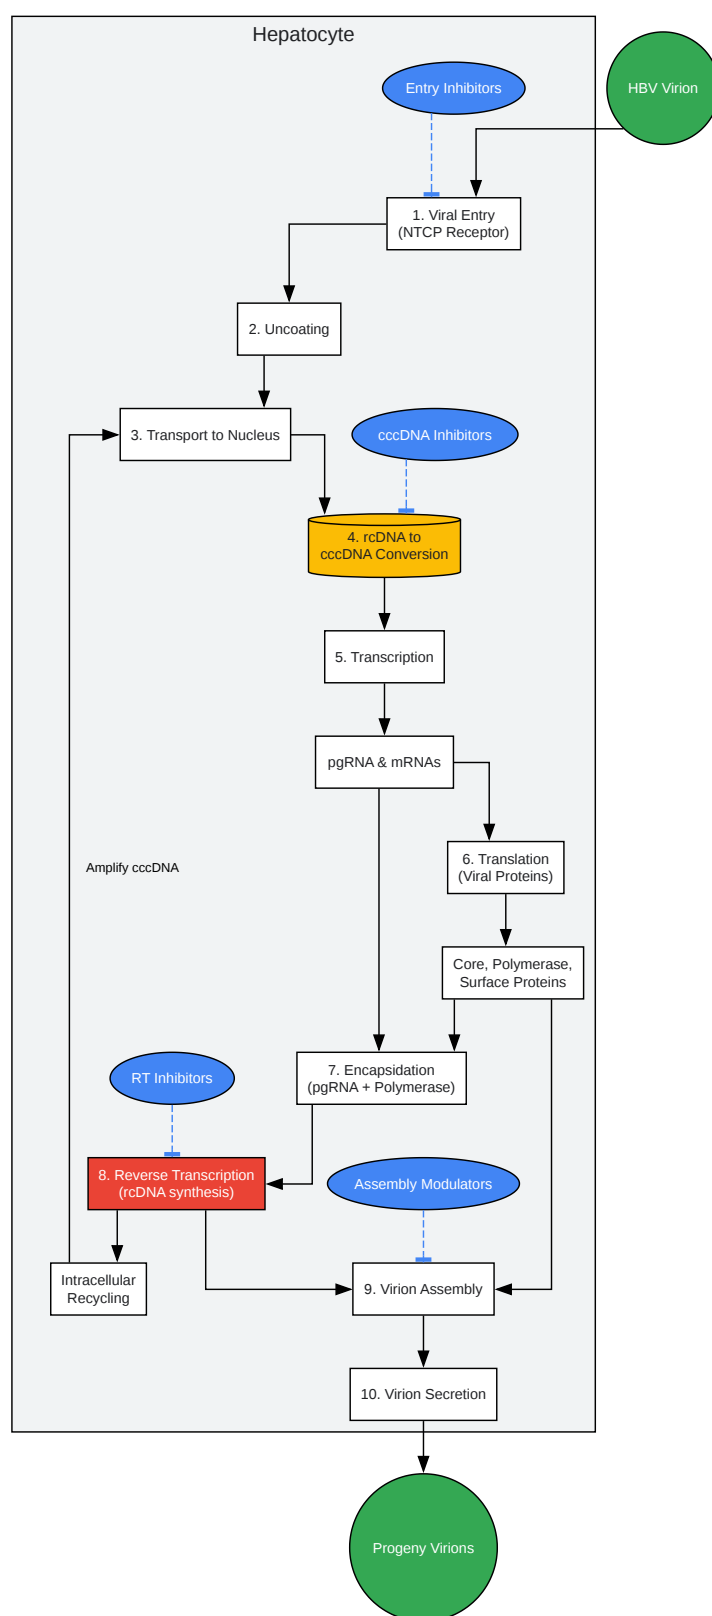 Hepatocyte
Entry Inhibitors
HBV Virion
1. Viral Entry
(NTCP Receptor)
2. Uncoating
3. Transport to Nucleus
cccDNA Inhibitors
4. rcDNA to
cccDNA Conversion
5. Transcription
pgRNA & mRNAs
Amplify cccDNA
6. Translation
(Viral Proteins)
Core, Polymerase,
Surface Proteins
7. Encapsidation
(pgRNA + Polymerase)
RT Inhibitors
8. Reverse Transcription
(rcDNA synthesis)
Assembly Modulators
Intracellular
Recycling
9. Virion Assembly
10. Virion Secretion
Progeny Virions